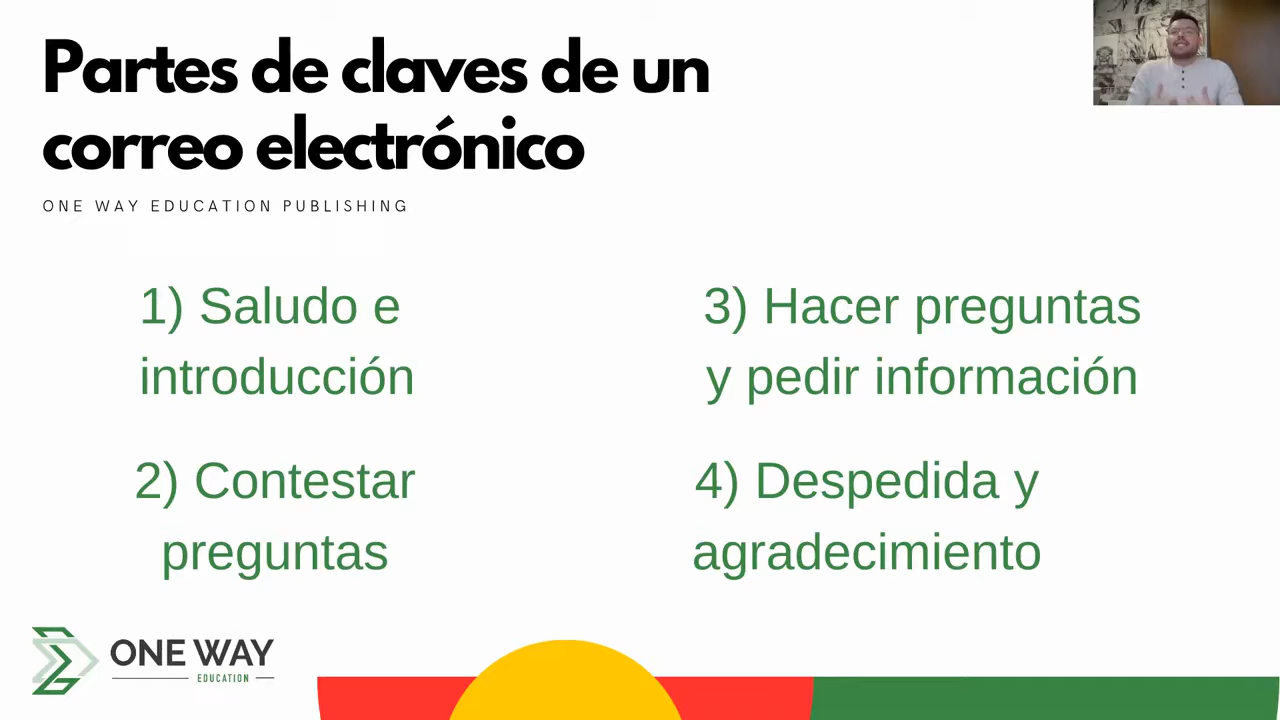 Partes de claves de un
correo electrónico
ONE WAY EDUCATION PUBLISHING
1) Saludo e
introducción
2) Contestar
preguntas
3) Hacer preguntas
y pedir información
4) Despedida y
agradecimiento
ONE WAY
EDUCATION